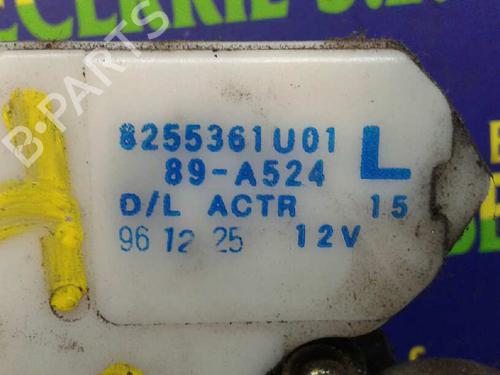 B-PARTS
8255361U01
89-A524
L
D/L ACTR 15
96 12 25 12V